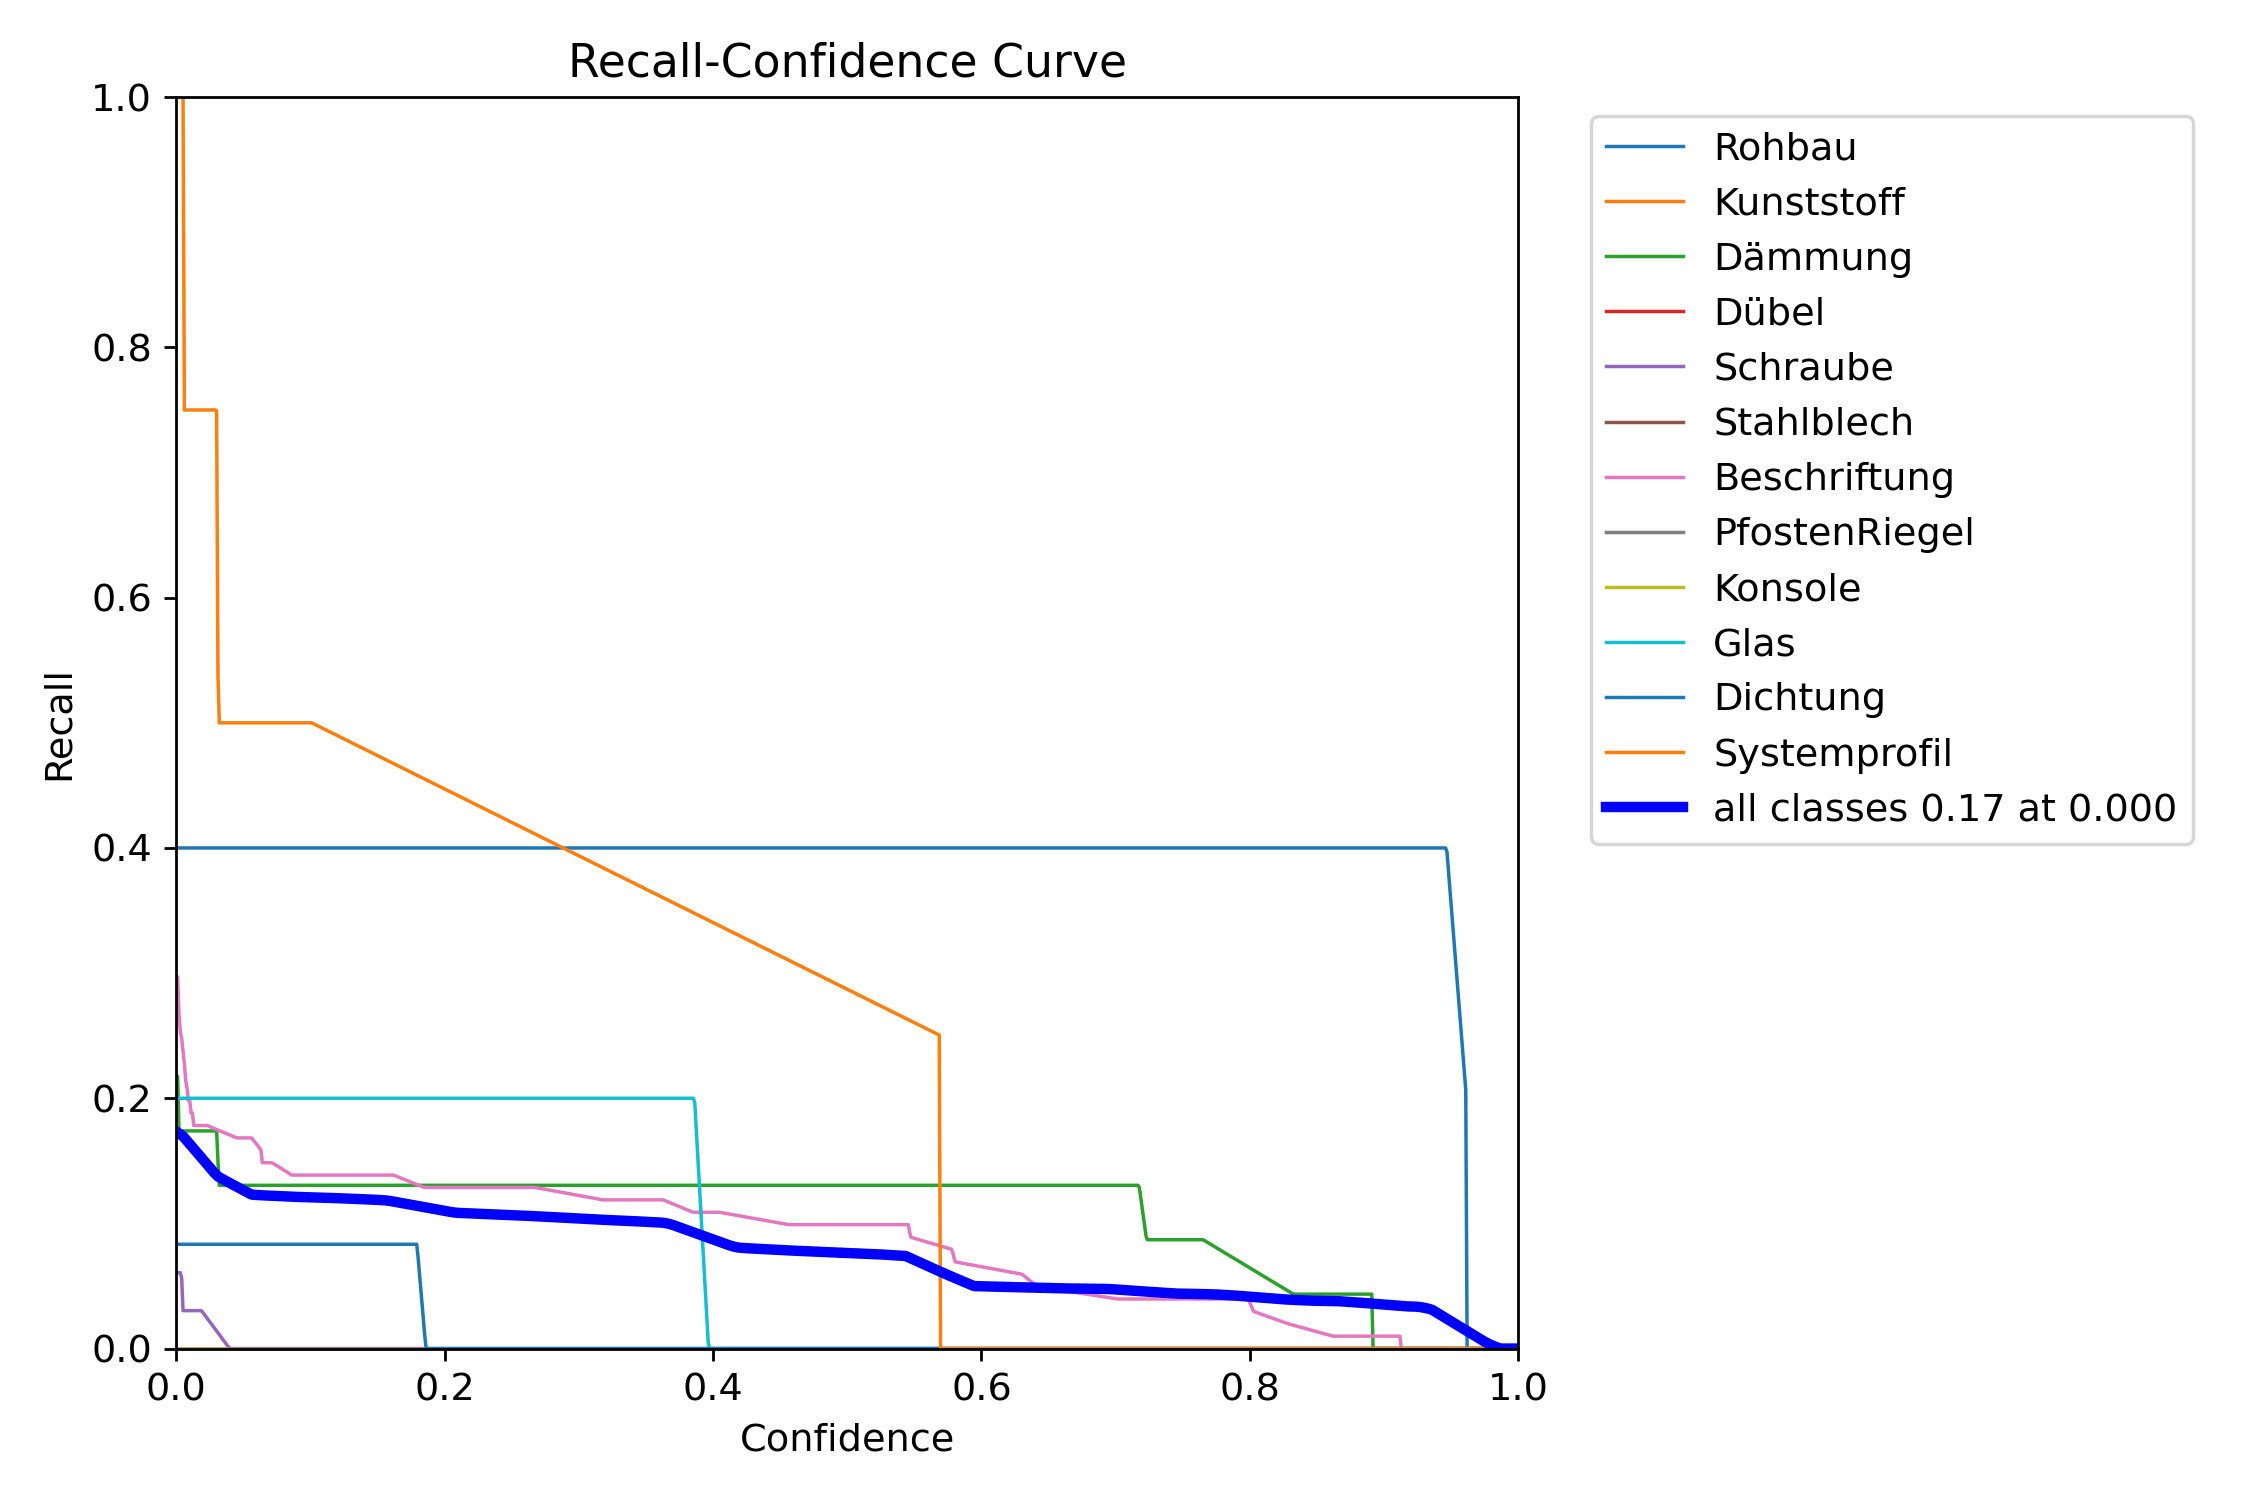 Recall-Confidence Curve
1.0
0.8
0.6
0.4
0.2
0.0
Recall
0.0 0.2 0.4 0.6 0.8 1.0
Confidence
Rohbau
Kunststoff
Dämmung
Dübel
Schraube
Stahlblech
Beschriftung
PfostenRiegel
Konsole
Glas
Dichtung
Systemprofil
all classes 0.17 at 0.000